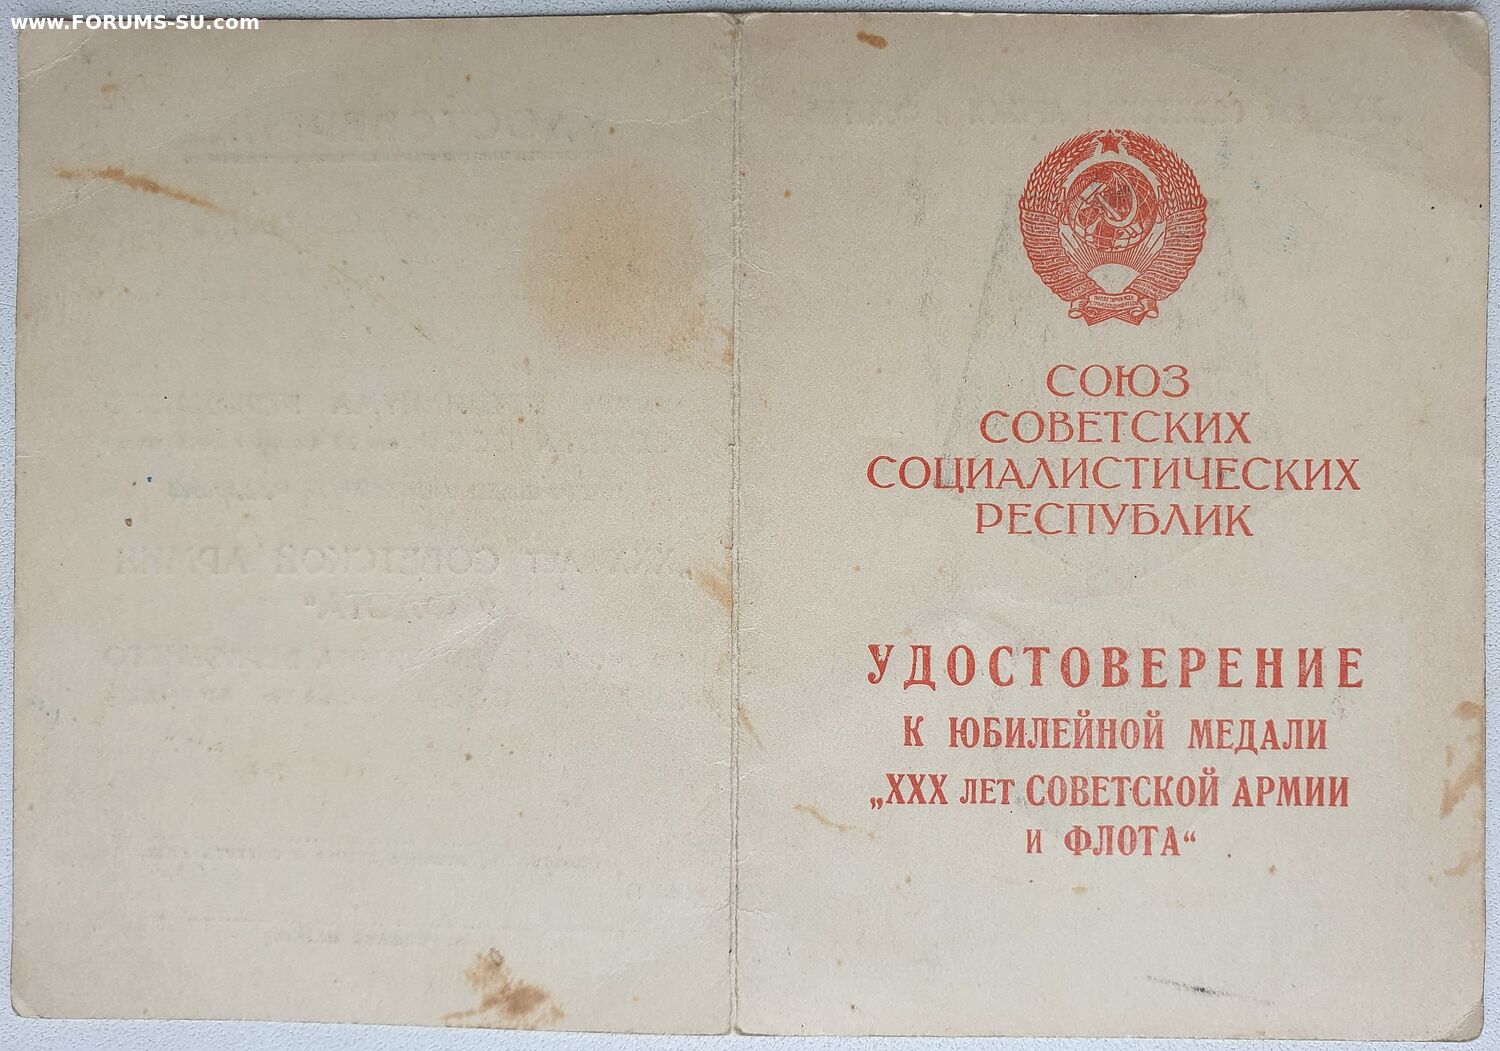 www.FORUMS-SU.com
СОЮЗ
СОВЕТСКИХ
СОЦИАЛИСТИЧЕСКИХ
РЕСПУБЛИК
УДОСТОВЕРЕНИЕ
К ЮБИЛЕЙНОЙ МЕДАЛИ
„XXX ЛЕТ СОВЕТСКОЙ АРМИИ
И ФЛОТА“